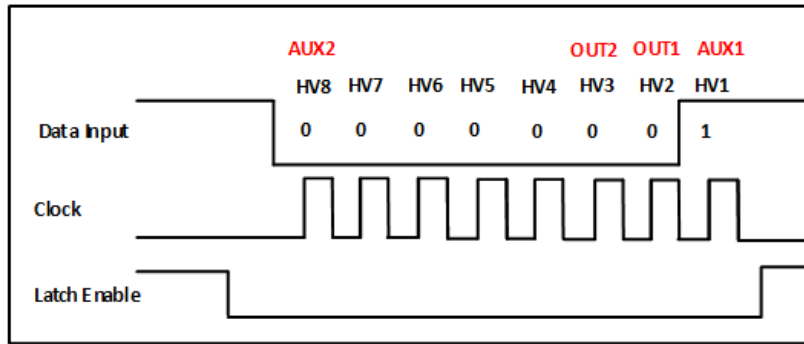 AUX2 OUT2 OUT1 AUX1
HV8 HV7 HV6 HV5 HV4 HV3 HV2 HV1
Data Input 0 0 0 0 0 0 0 1
Clock
Latch Enable